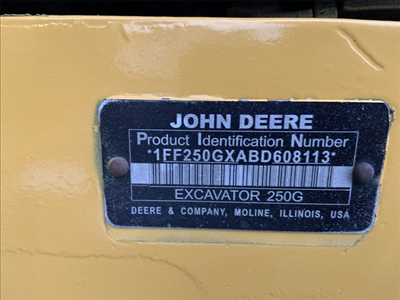 JOHN DEERE
Product Identification Number
*1FF250GXABD608113*
EXCAVATOR 250G
DEERE & COMPANY, MOLINE, ILLINOIS, USA